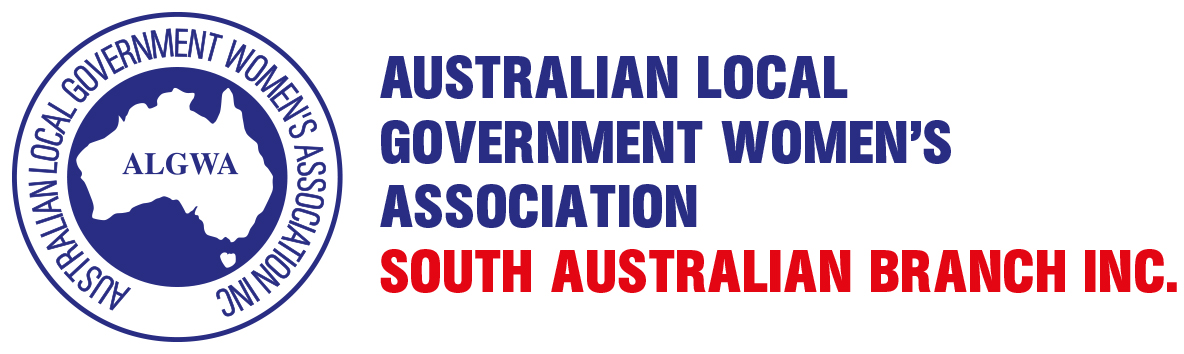 AUSTRALIAN LOCAL GOVERNMENT WOMEN'S ASSOCIATION INC
ALGWA
AUSTRALIAN LOCAL
GOVERNMENT WOMEN’S
ASSOCIATION
SOUTH AUSTRALIAN BRANCH INC.